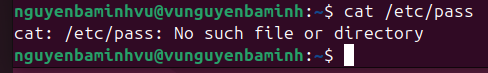 nguyenbaminhvu@vunguyenbaminh:~$ cat /etc/pass
cat: /etc/pass: No such file or directory
nguyenbaminhvu@vunguyenbaminh:~$